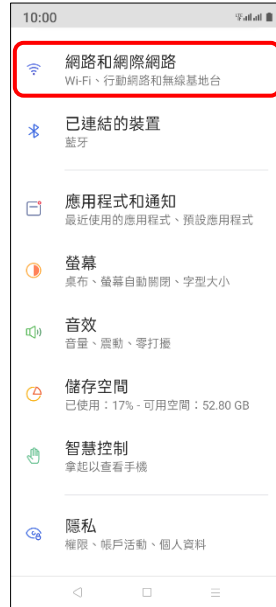 10:00
網路和網際網路
Wi-Fi、行動網路和無線基地台
已連結的裝置
藍牙
應用程式和通知
最近使用的應用程式、預設應用程式
螢幕
桌布、螢幕自動關閉、字型大小
音效
音量、震動、零打擾
儲存空間
已使用：17% - 可用空間：52.80 GB
智慧控制
拿起以查看手機
隱私
權限、帳戶活動、個人資料